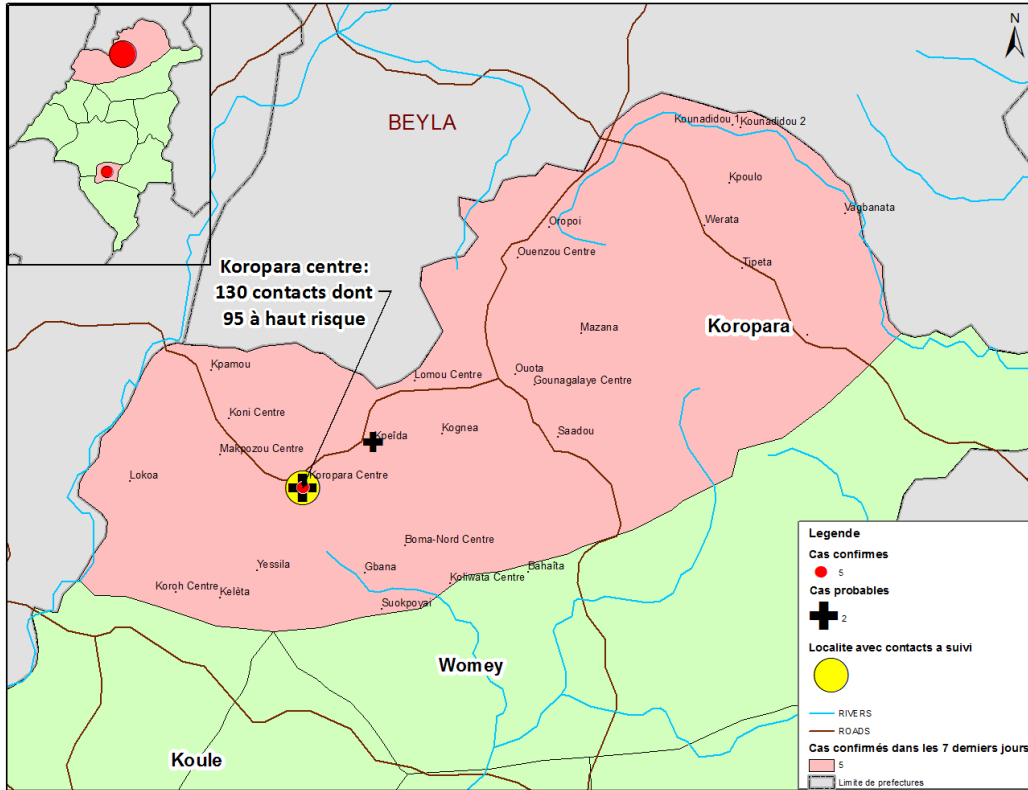 N
BEYLA
Kounadidou 1
Kounadidou 2
Kpoulo
Vagbanata
Werata
Oropoi
Ouenzou Centre
Tipeta
Koropara centre:
130 contacts dont
95 à haut risque
Mazana
Koropara
Kpamou
Lomou Centre
Ouota
Gounagalaye Centre
Koni Centre
Kpeïda
Kognea
Saadou
Makpozou Centre
Lokoa
Koropara Centre
Boma-Nord Centre
Yessila
Gbana
Bahaïta
Koroh Centre
Kelèta
Koliwata Centre
Suokpoyai
Womey
Koule
Legende
Cas confirmes
5
Cas probables
2
Localite avec contacts a suivi
RIVERS
ROADS
Cas confirmés dans les 7 derniers jours
5
Limite de prefectures